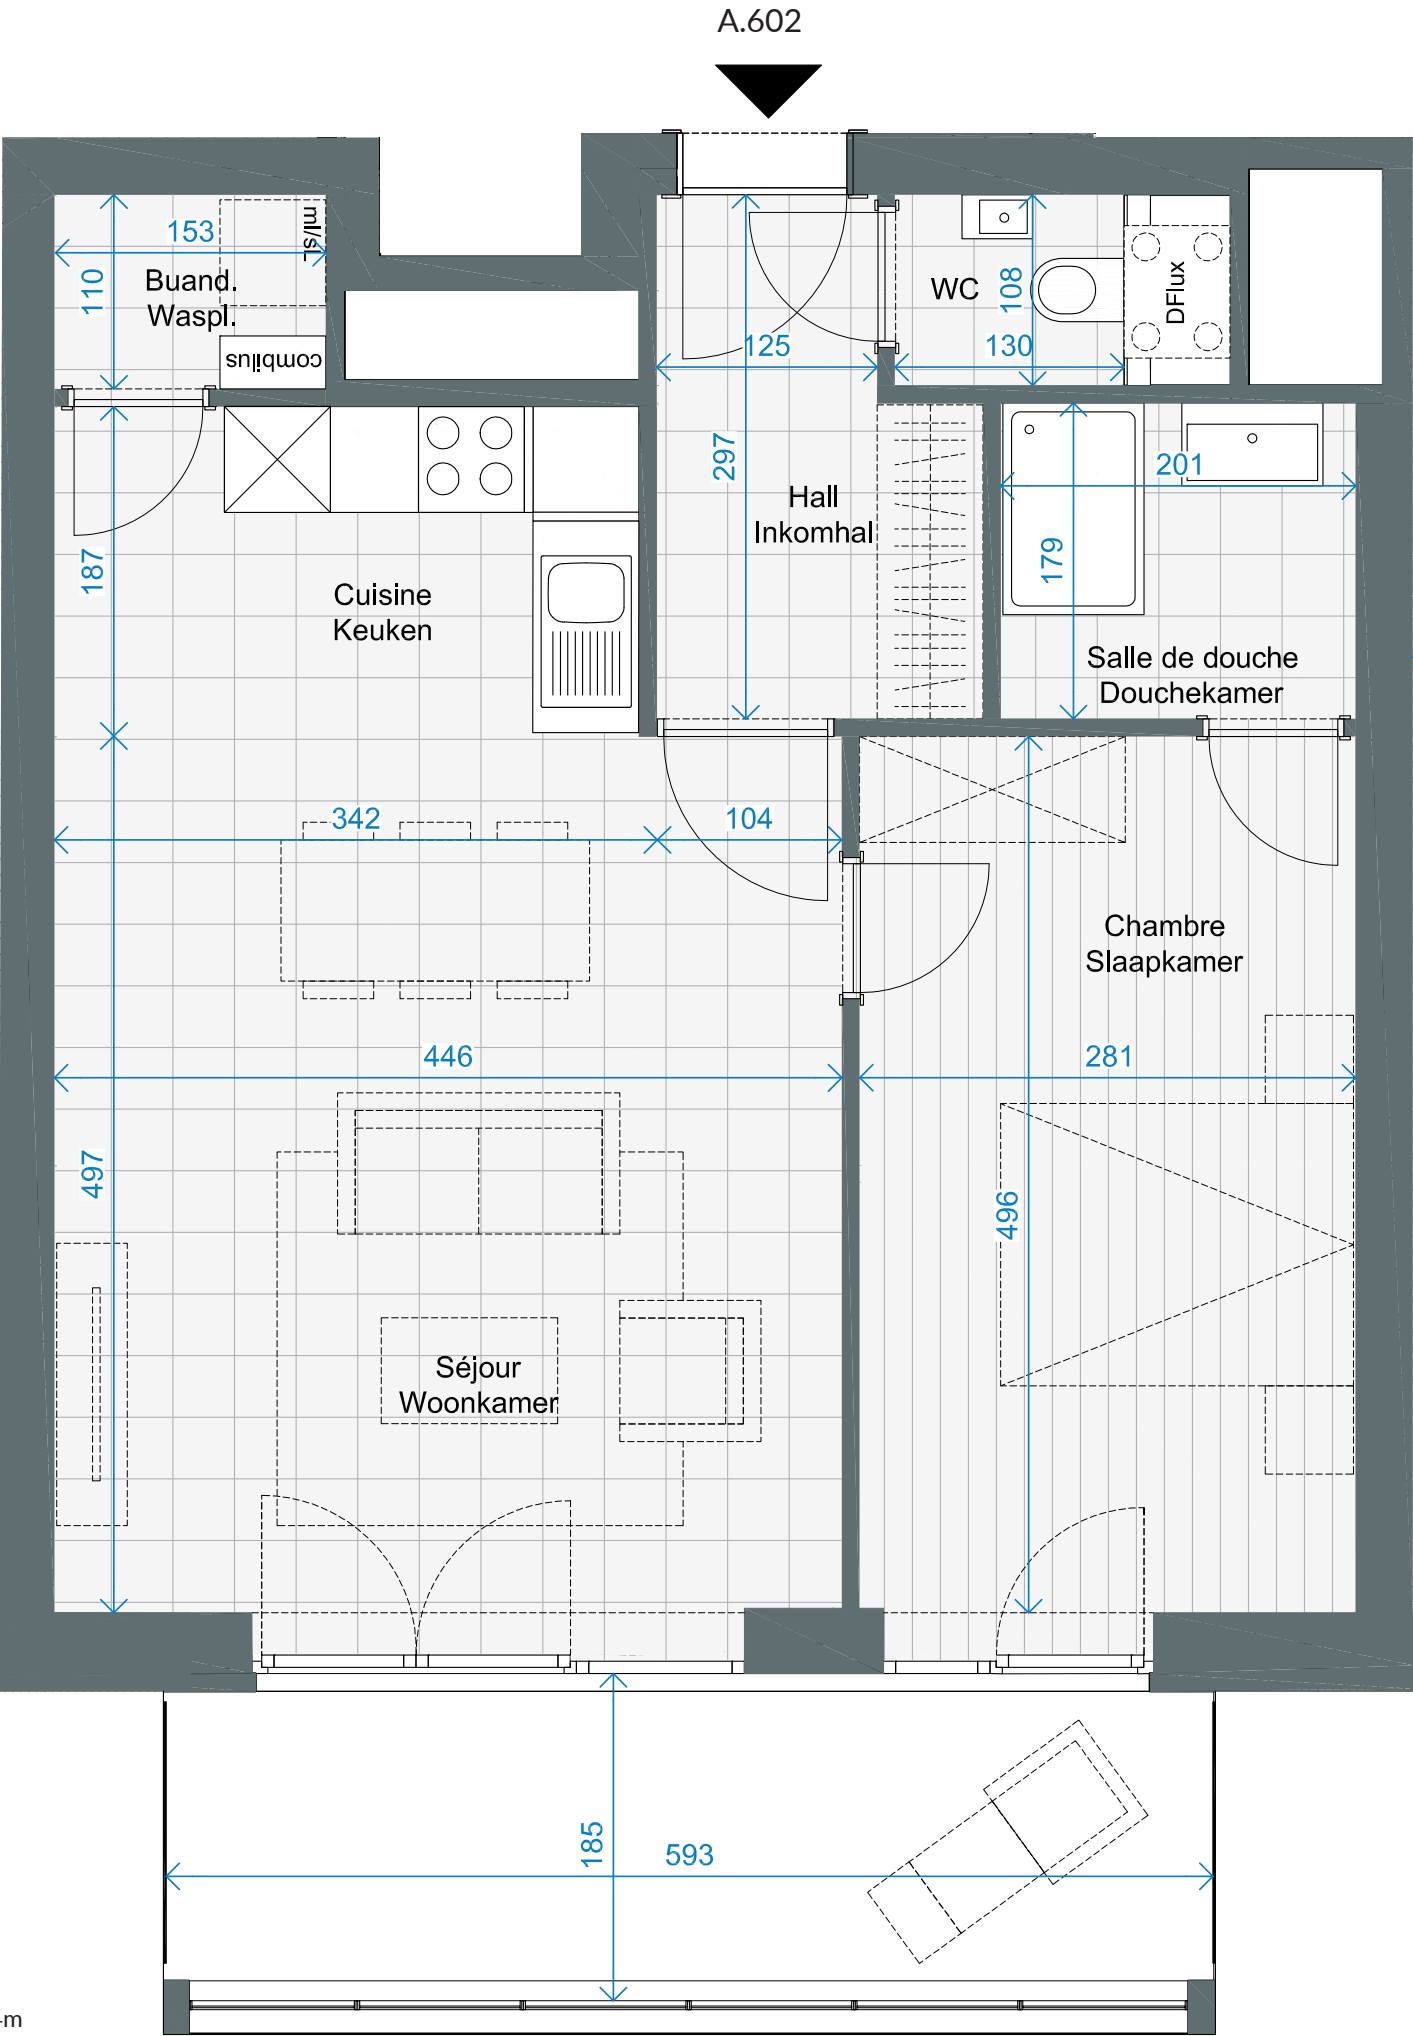 A.602
153
ml/sL
110
Buand.
Waspl.
combilus
WC
108
DFlux
125
130
297
201
Hall
Inkomhal
179
187
Cuisine
Keuken
Salle de douche
Douchekamer
342
104
Chambre
Slaapkamer
446
281
497
496
Séjour
Woonkamer
185
593